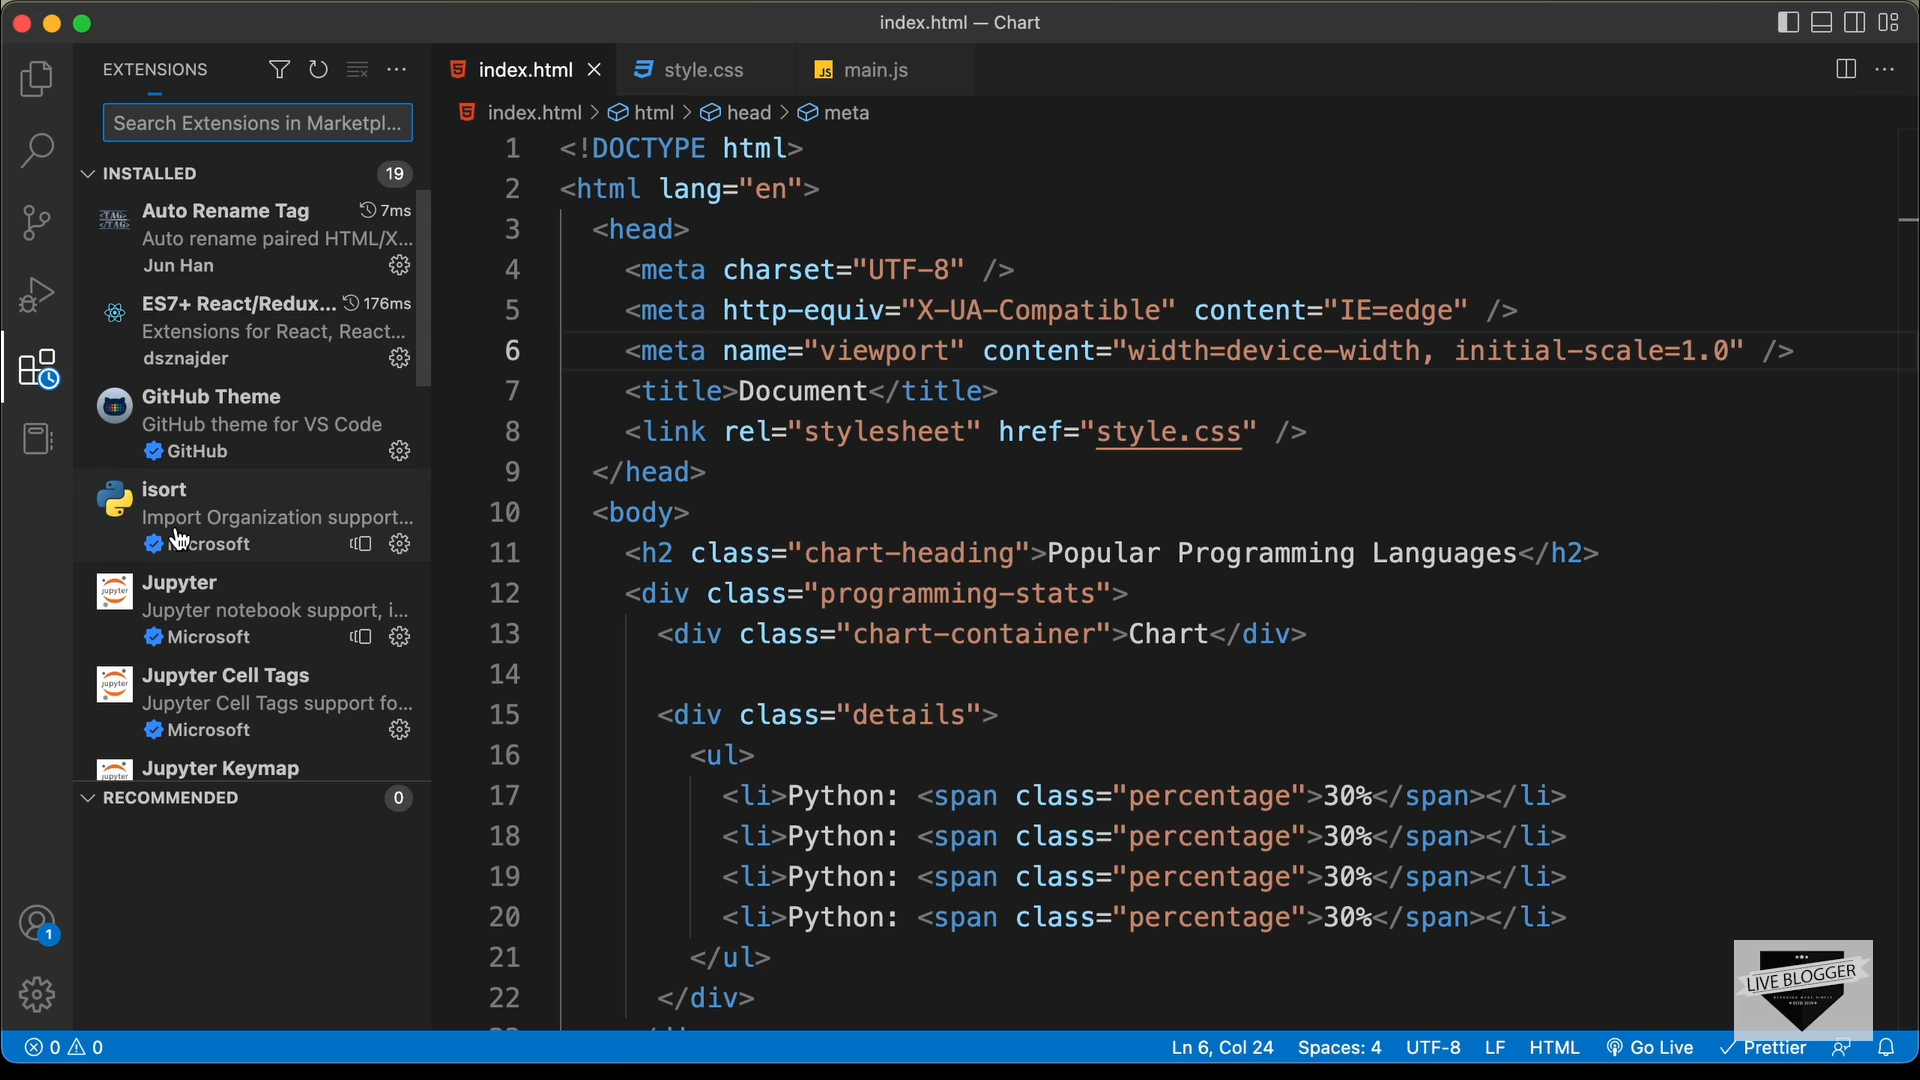 index.html — Chart
EXTENSIONS
Search Extensions in Marketpl...
INSTALLED 19
Auto Rename Tag 7ms
Auto rename paired HTML/X...
Jun Han
ES7+ React/Redux... 176ms
Extensions for React, React...
dsznajder
GitHub Theme
GitHub theme for VS Code
GitHub
isort
Import Organization support...
Microsoft
Jupyter
Jupyter notebook support, i...
Microsoft
Jupyter Cell Tags
Jupyter Cell Tags support fo...
Microsoft
Jupyter Keymap
RECOMMENDED 0
1
index.html style.css main.js
index.html > html > head > meta
1 <!DOCTYPE html>
2 <html lang="en">
3 <head>
4 <meta charset="UTF-8" />
5 <meta http-equiv="X-UA-Compatible" content="IE=edge" />
6 <meta name="viewport" content="width=device-width, initial-scale=1.0" />
7 <title>Document</title>
8 <link rel="stylesheet" href="style.css" />
9 </head>
10 <body>
11 <h2 class="chart-heading">Popular Programming Languages</h2>
12 <div class="programming-stats">
13 <div class="chart-container">Chart</div>
14
15 <div class="details">
16 <ul>
17 <li>Python: <span class="percentage">30%</span></li>
18 <li>Python: <span class="percentage">30%</span></li>
19 <li>Python: <span class="percentage">30%</span></li>
20 <li>Python: <span class="percentage">30%</span></li>
21 </ul>
22 </div>
LIVE BLOGGER
0 0 Ln 6, Col 24 Spaces: 4 UTF-8 LF HTML Go Live Prettier